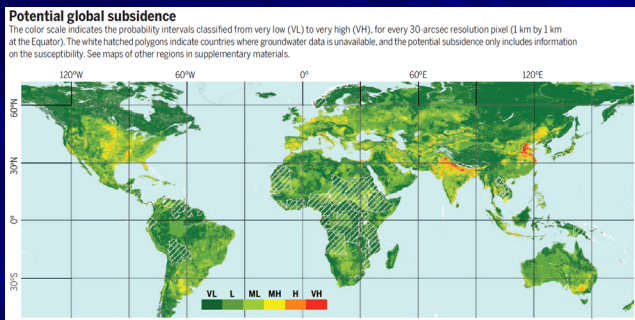 Potential global subsidence
The color scale indicates the probability intervals classified from very low (VL) to very high (VH), for every 30-arcsec resolution pixel (1 km by 1 km
at the Equator). The white hatched polygons indicate countries where groundwater data is unavailable, and the potential subsidence only includes information
on the susceptibility. See maps of other regions in supplementary materials.
120°W 60°W 0° 60°E 120°E
60°N
30°N
0°
30°S
VL L ML MH H VH